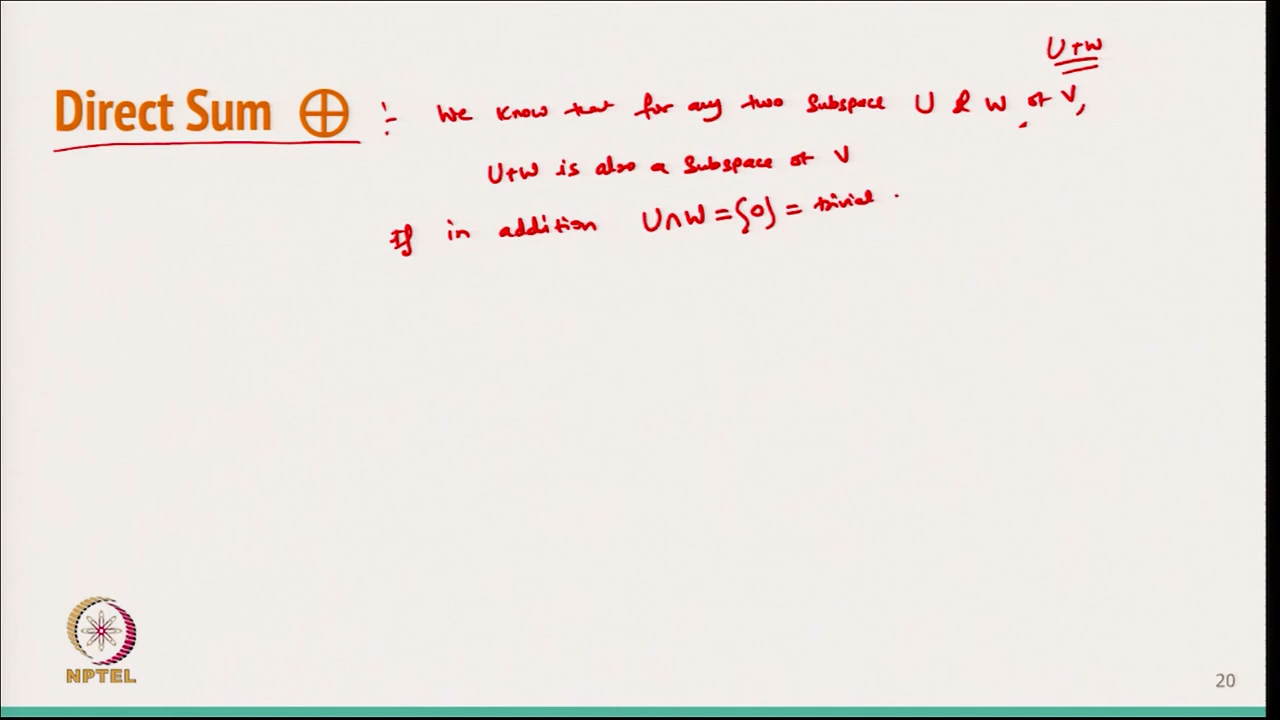 U+W
Direct Sum ⊕ :- We know that for any two subspace U & W of V,
U+W is also a subspace of V
If in addition U∩W = {0} = trivial .
NPTEL
20